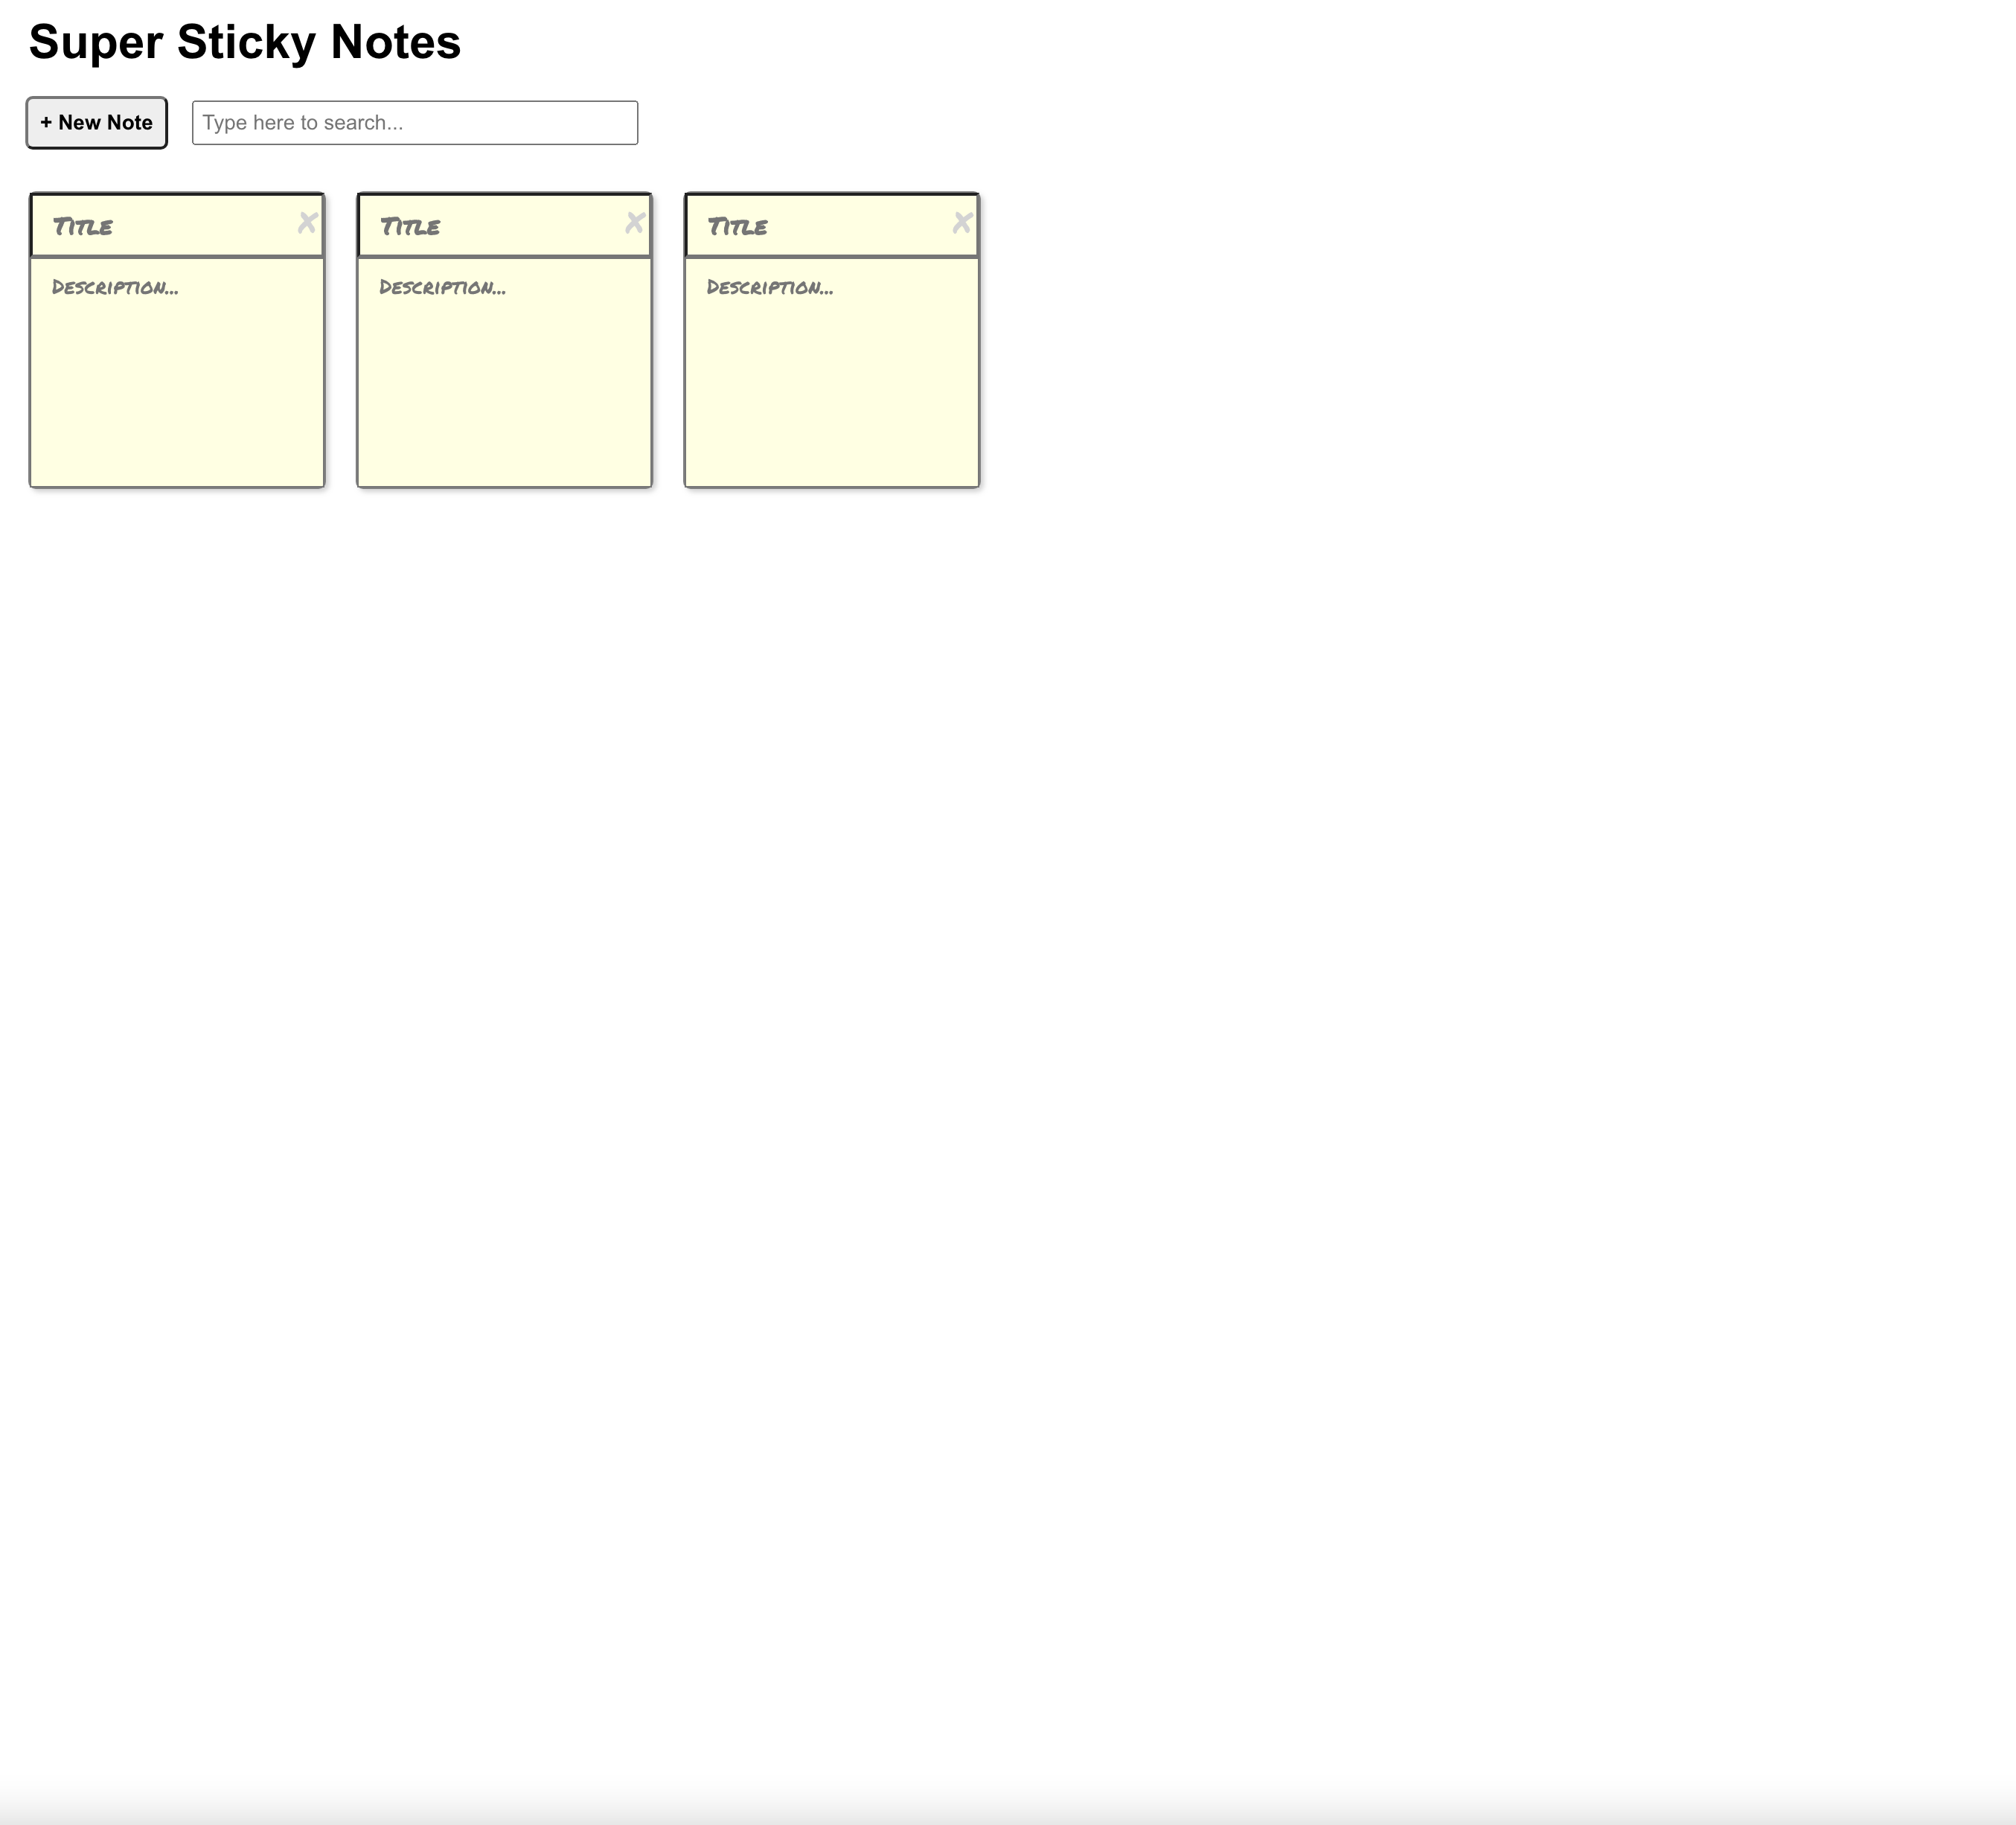 Super Sticky Notes
+ New Note
Type here to search...
Title ✘ Title ✘ Title ✘
Description... Description... Description...